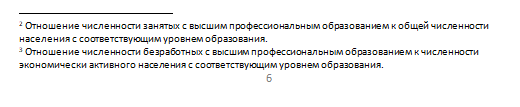 ² Отношение численности занятых с высшим профессиональным образованием к общей численности
населения с соответствующим уровнем образования.
³ Отношение численности безработных с высшим профессиональным образованием к численности
экономически активного населения с соответствующим уровнем образования.
6